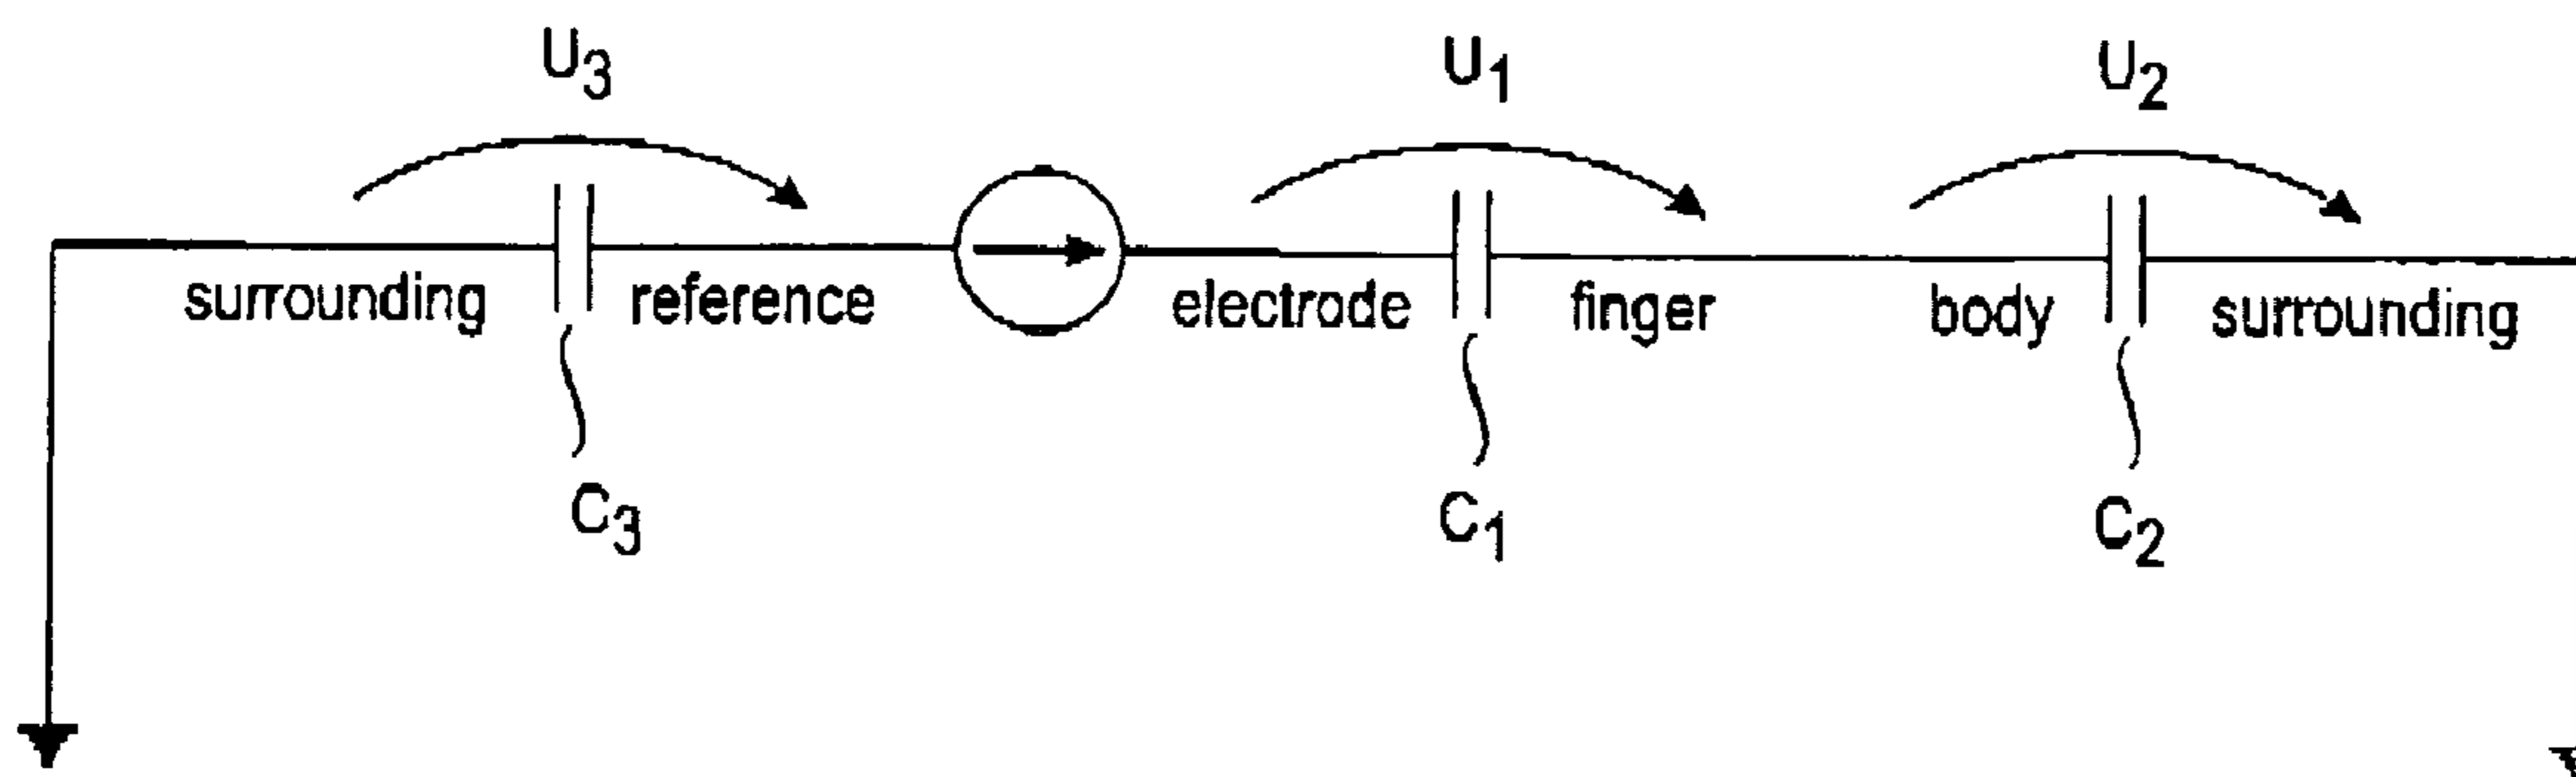 U3 U1 U2
surrounding reference electrode finger body surrounding
C3 C1 C2